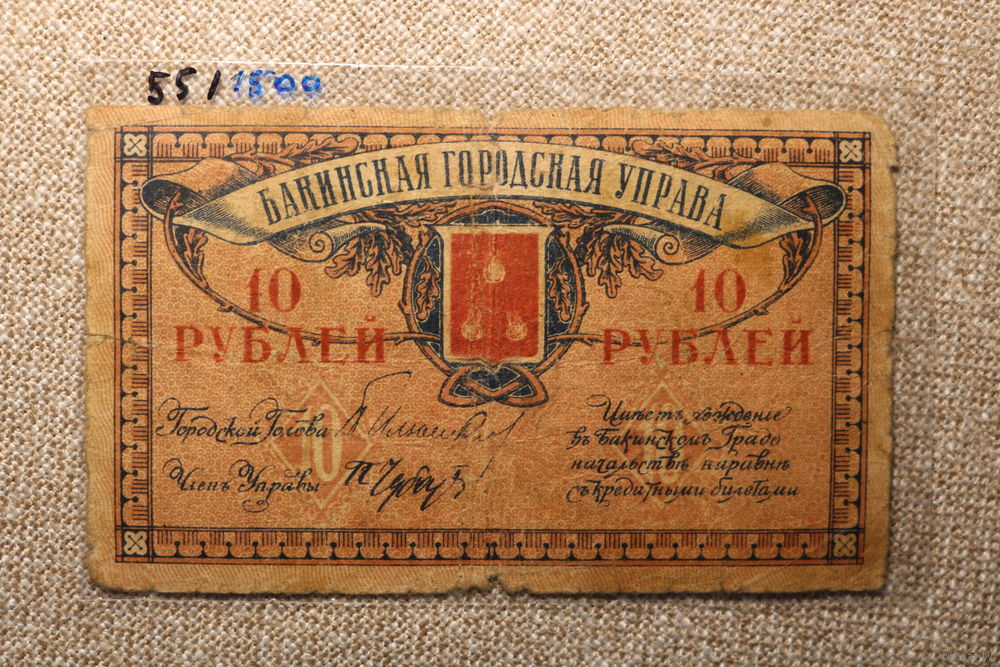 55/1500
БАКИНСКАЯ ГОРОДСКАЯ УПРАВА
10 10
РУБЛЕЙ РУБЛЕЙ
Городской Голова
Членъ Управы
10
Имѣетъ хожденіе
въ Бакинскомъ Градо
начальствѣ наравнѣ
съ кредитными билетами